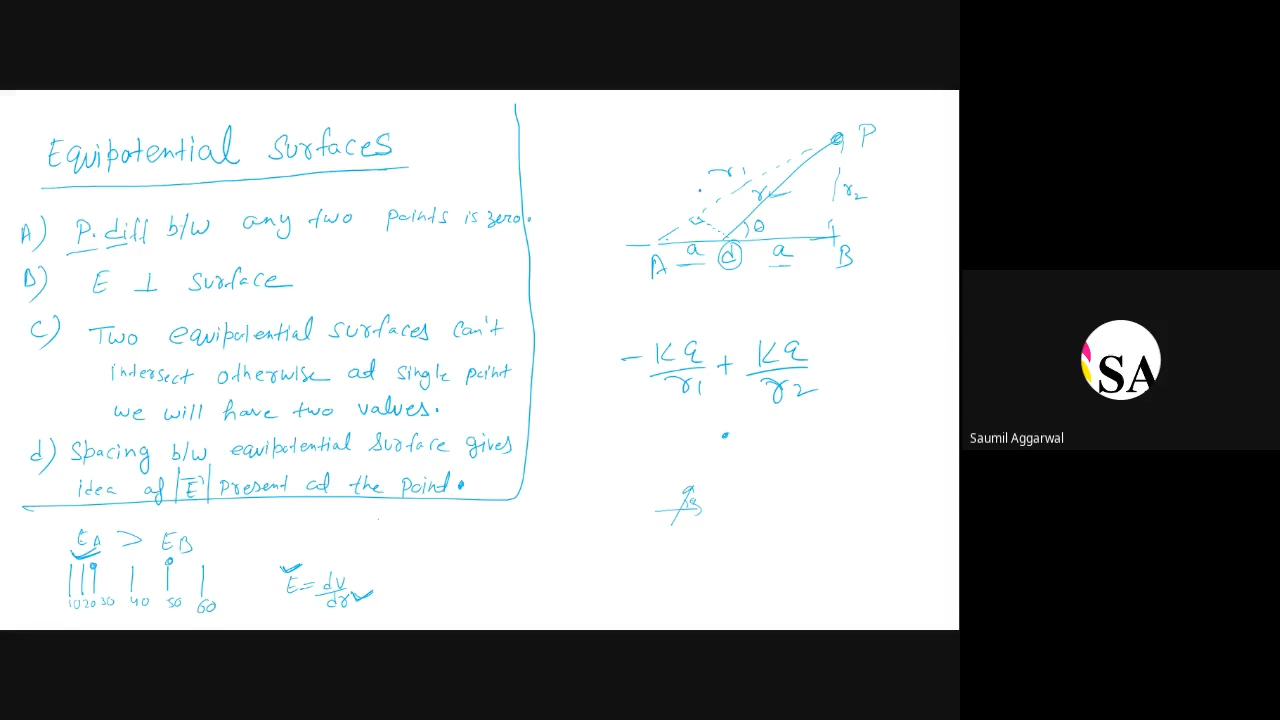 Equipotential Surfaces
A) P. diff b/w any two points is zero.
B) E ⊥ surface
C) Two equipotential surfaces can't
intersect otherwise at single point
we will have two values.
d) Spacing b/w equipotential surface gives
idea of |E| present at the point.
EA > EB
10 20 30 40 50 60
E = dv/dr
P
r1
r
r2
θ
A a d a B
-Kq/r1 + Kq/r2
SA
Saumil Aggarwal